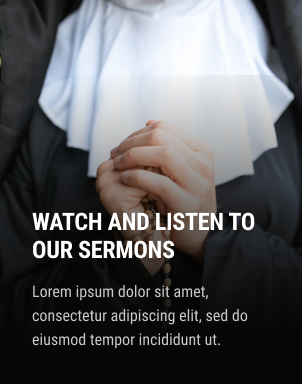 WATCH AND LISTEN TO
OUR SERMONS
Lorem ipsum dolor sit amet,
consectetur adipiscing elit, sed do
eiusmod tempor incididunt ut.